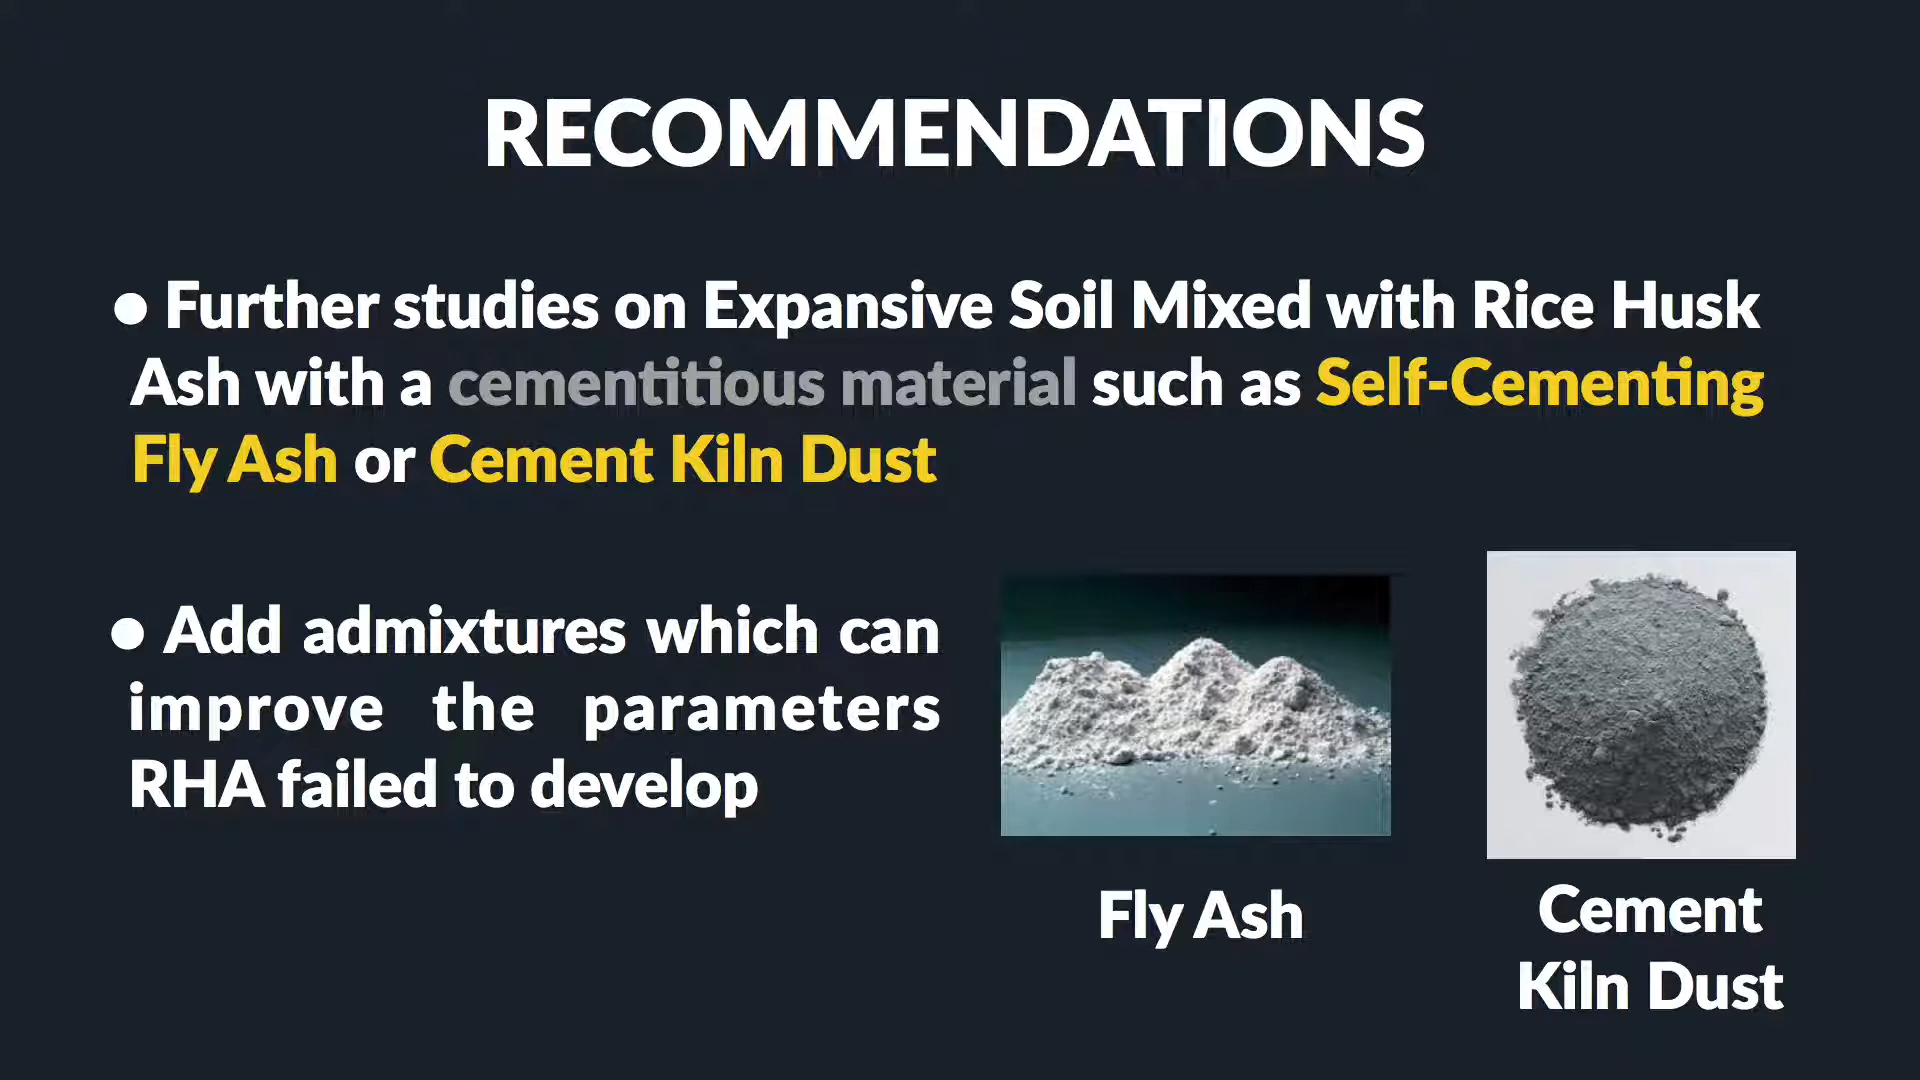 RECOMMENDATIONS
● Further studies on Expansive Soil Mixed with Rice Husk
Ash with a cementitious material such as Self-Cementing
Fly Ash or Cement Kiln Dust
● Add admixtures which can
improve the parameters
RHA failed to develop
Fly Ash
Cement
Kiln Dust